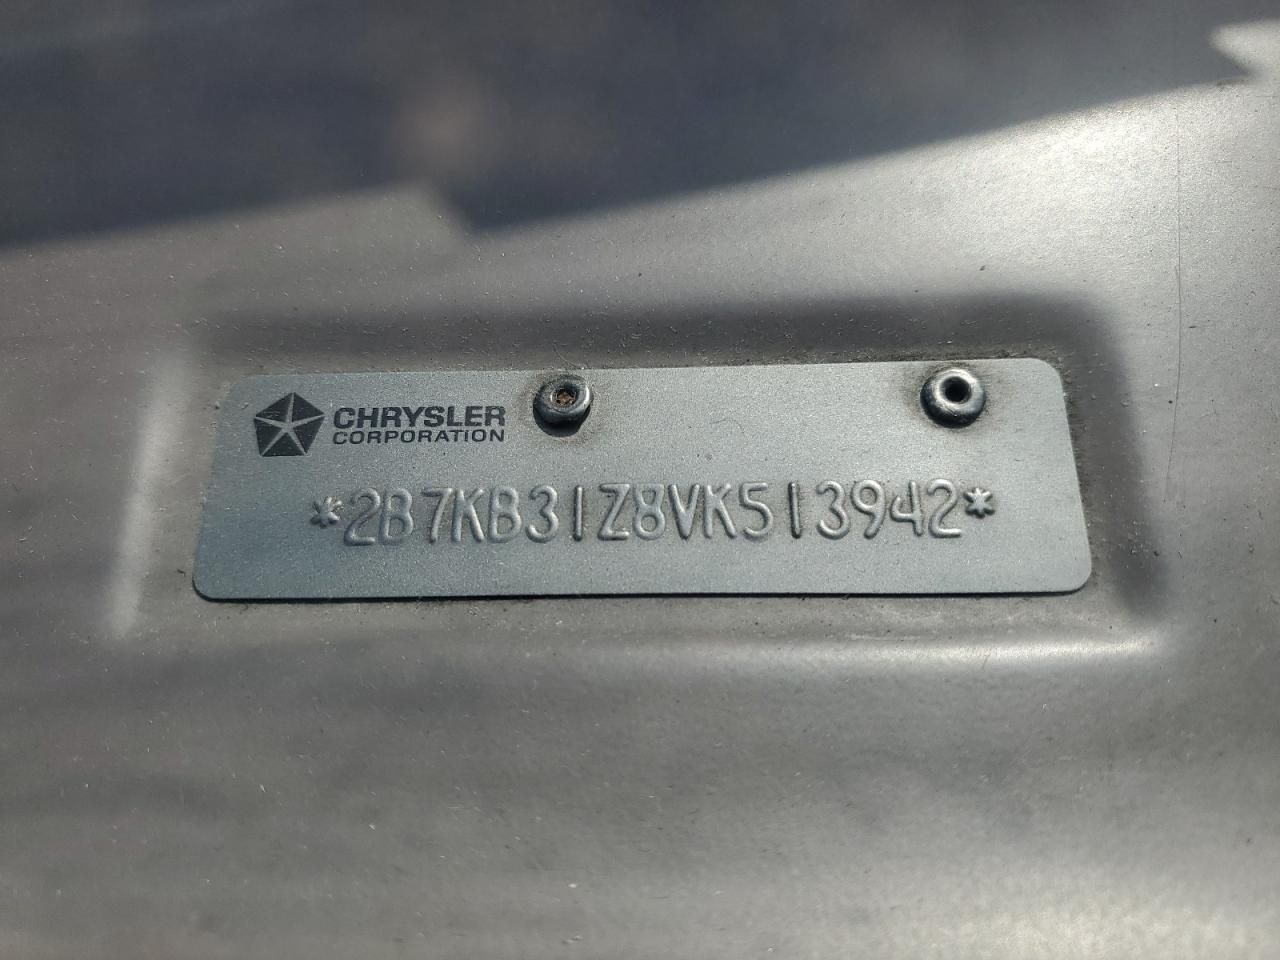 CHRYSLER
CORPORATION
*2B7KB31Z8VK513942*